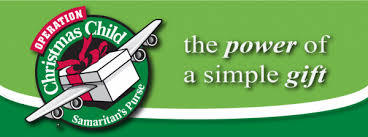 OPERATION
Christmas Child
Samaritan's Purse
the power of
a simple gift